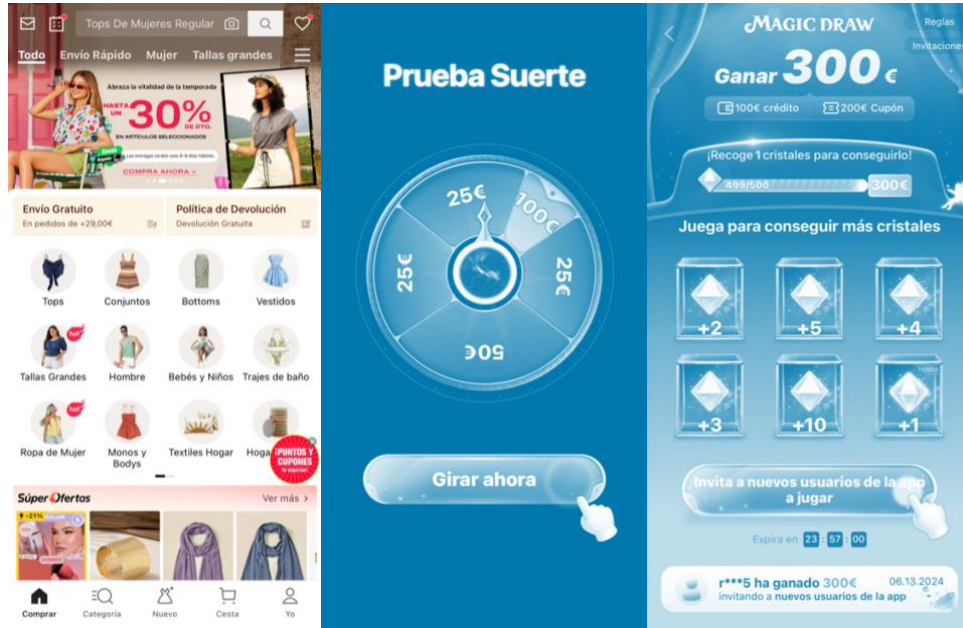 Tops De Mujeres Regular
Todo Envío Rápido Mujer Tallas grandes
Abraza la vitalidad de la temporada
HASTA UN 30% DE DTO.
EN ARTÍCULOS SELECCIONADOS
COMPRA AHORA >
Envío Gratuito
En pedidos de +29,00€
Política de Devolución
Devolución Gratuita
Tops Conjuntos Bottoms Vestidos
Hot
Tallas Grandes Hombre Bebés y Niños Trajes de baño
Hot
Ropa de Mujer Monos y Bodys Textiles Hogar Hoga
¡PUNTOS Y
CUPONES
te esperan!
Súper Ofertas Ver más >
-21%
Comprar Categoría Nuevo Cesta Yo
Prueba Suerte
25€
100€
25€
50€
25€
Girar ahora
MAGIC DRAW
Reglas
Invitaciones
Ganar 300 €
100€ crédito 200€ Cupón
¡Recoge 1 cristales para conseguirlo!
499/500 300€
Juega para conseguir más cristales
+2 +5 +4
+3 +10 +1
Invita a nuevos usuarios de la app
a jugar
Expira en 23 : 57 : 00
r***5 ha ganado 300€ 06.13.2024
invitando a nuevos usuarios de la app